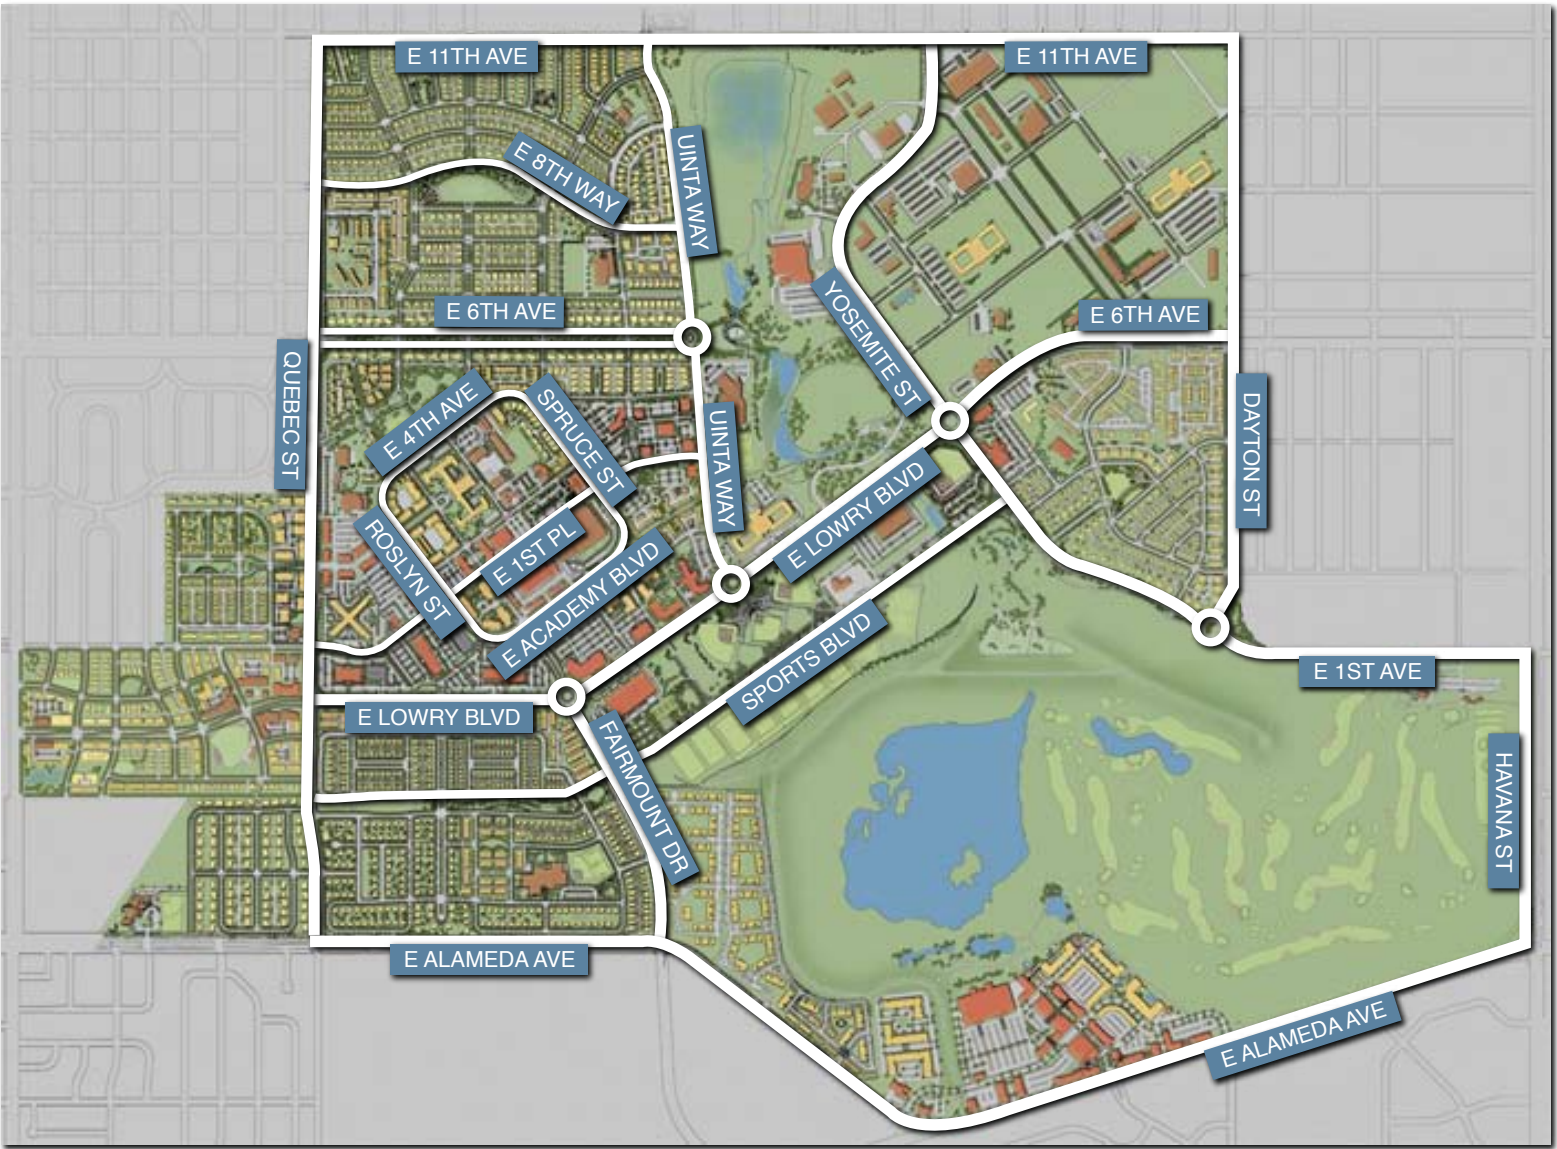 E 11TH AVE
E 11TH AVE
E 8TH WAY
UINTA WAY
E 6TH AVE
E 6TH AVE
YOSEMITE ST
QUEBEC ST
E 4TH AVE
SPRUCE ST
UINTA WAY
DAYTON ST
E LOWRY BLVD
ROSLYN ST
E 1ST PL
E ACADEMY BLVD
SPORTS BLVD
E 1ST AVE
E LOWRY BLVD
FAIRMOUNT DR
HAVANA ST
E ALAMEDA AVE
E ALAMEDA AVE